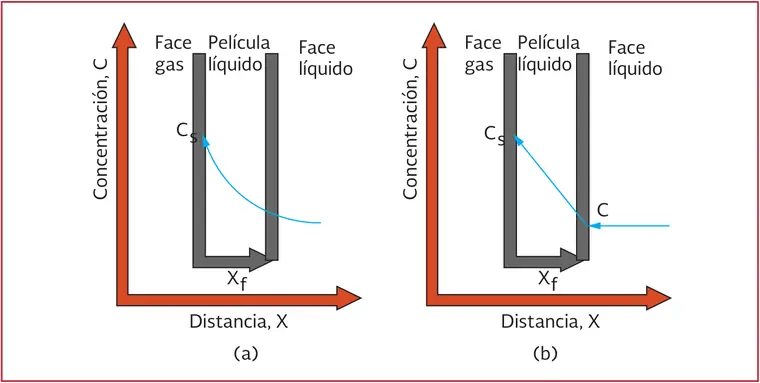 Concentración, C
Face
gas
Película
líquido
Face
líquido
Cs
Xf
Distancia, X
(a)
Concentración, C
Face
gas
Película
líquido
Face
líquido
Cs
C
Xf
Distancia, X
(b)